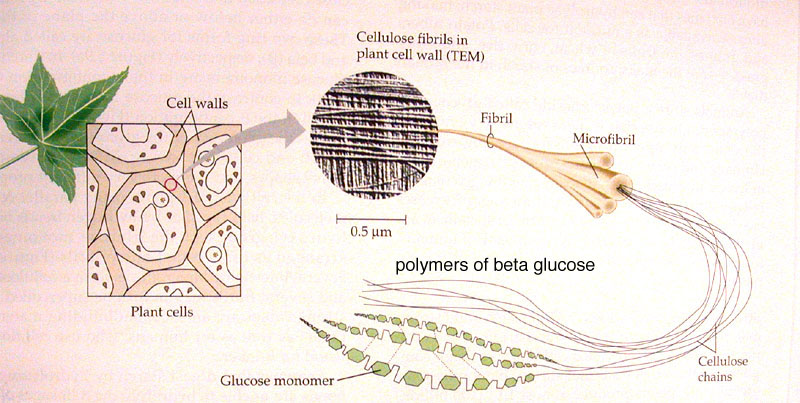 Cellulose fibrils in
plant cell wall (TEM)
Cell walls
Fibril
Microfibril
0.5 µm
polymers of beta glucose
Plant cells
Cellulose
chains
Glucose monomer